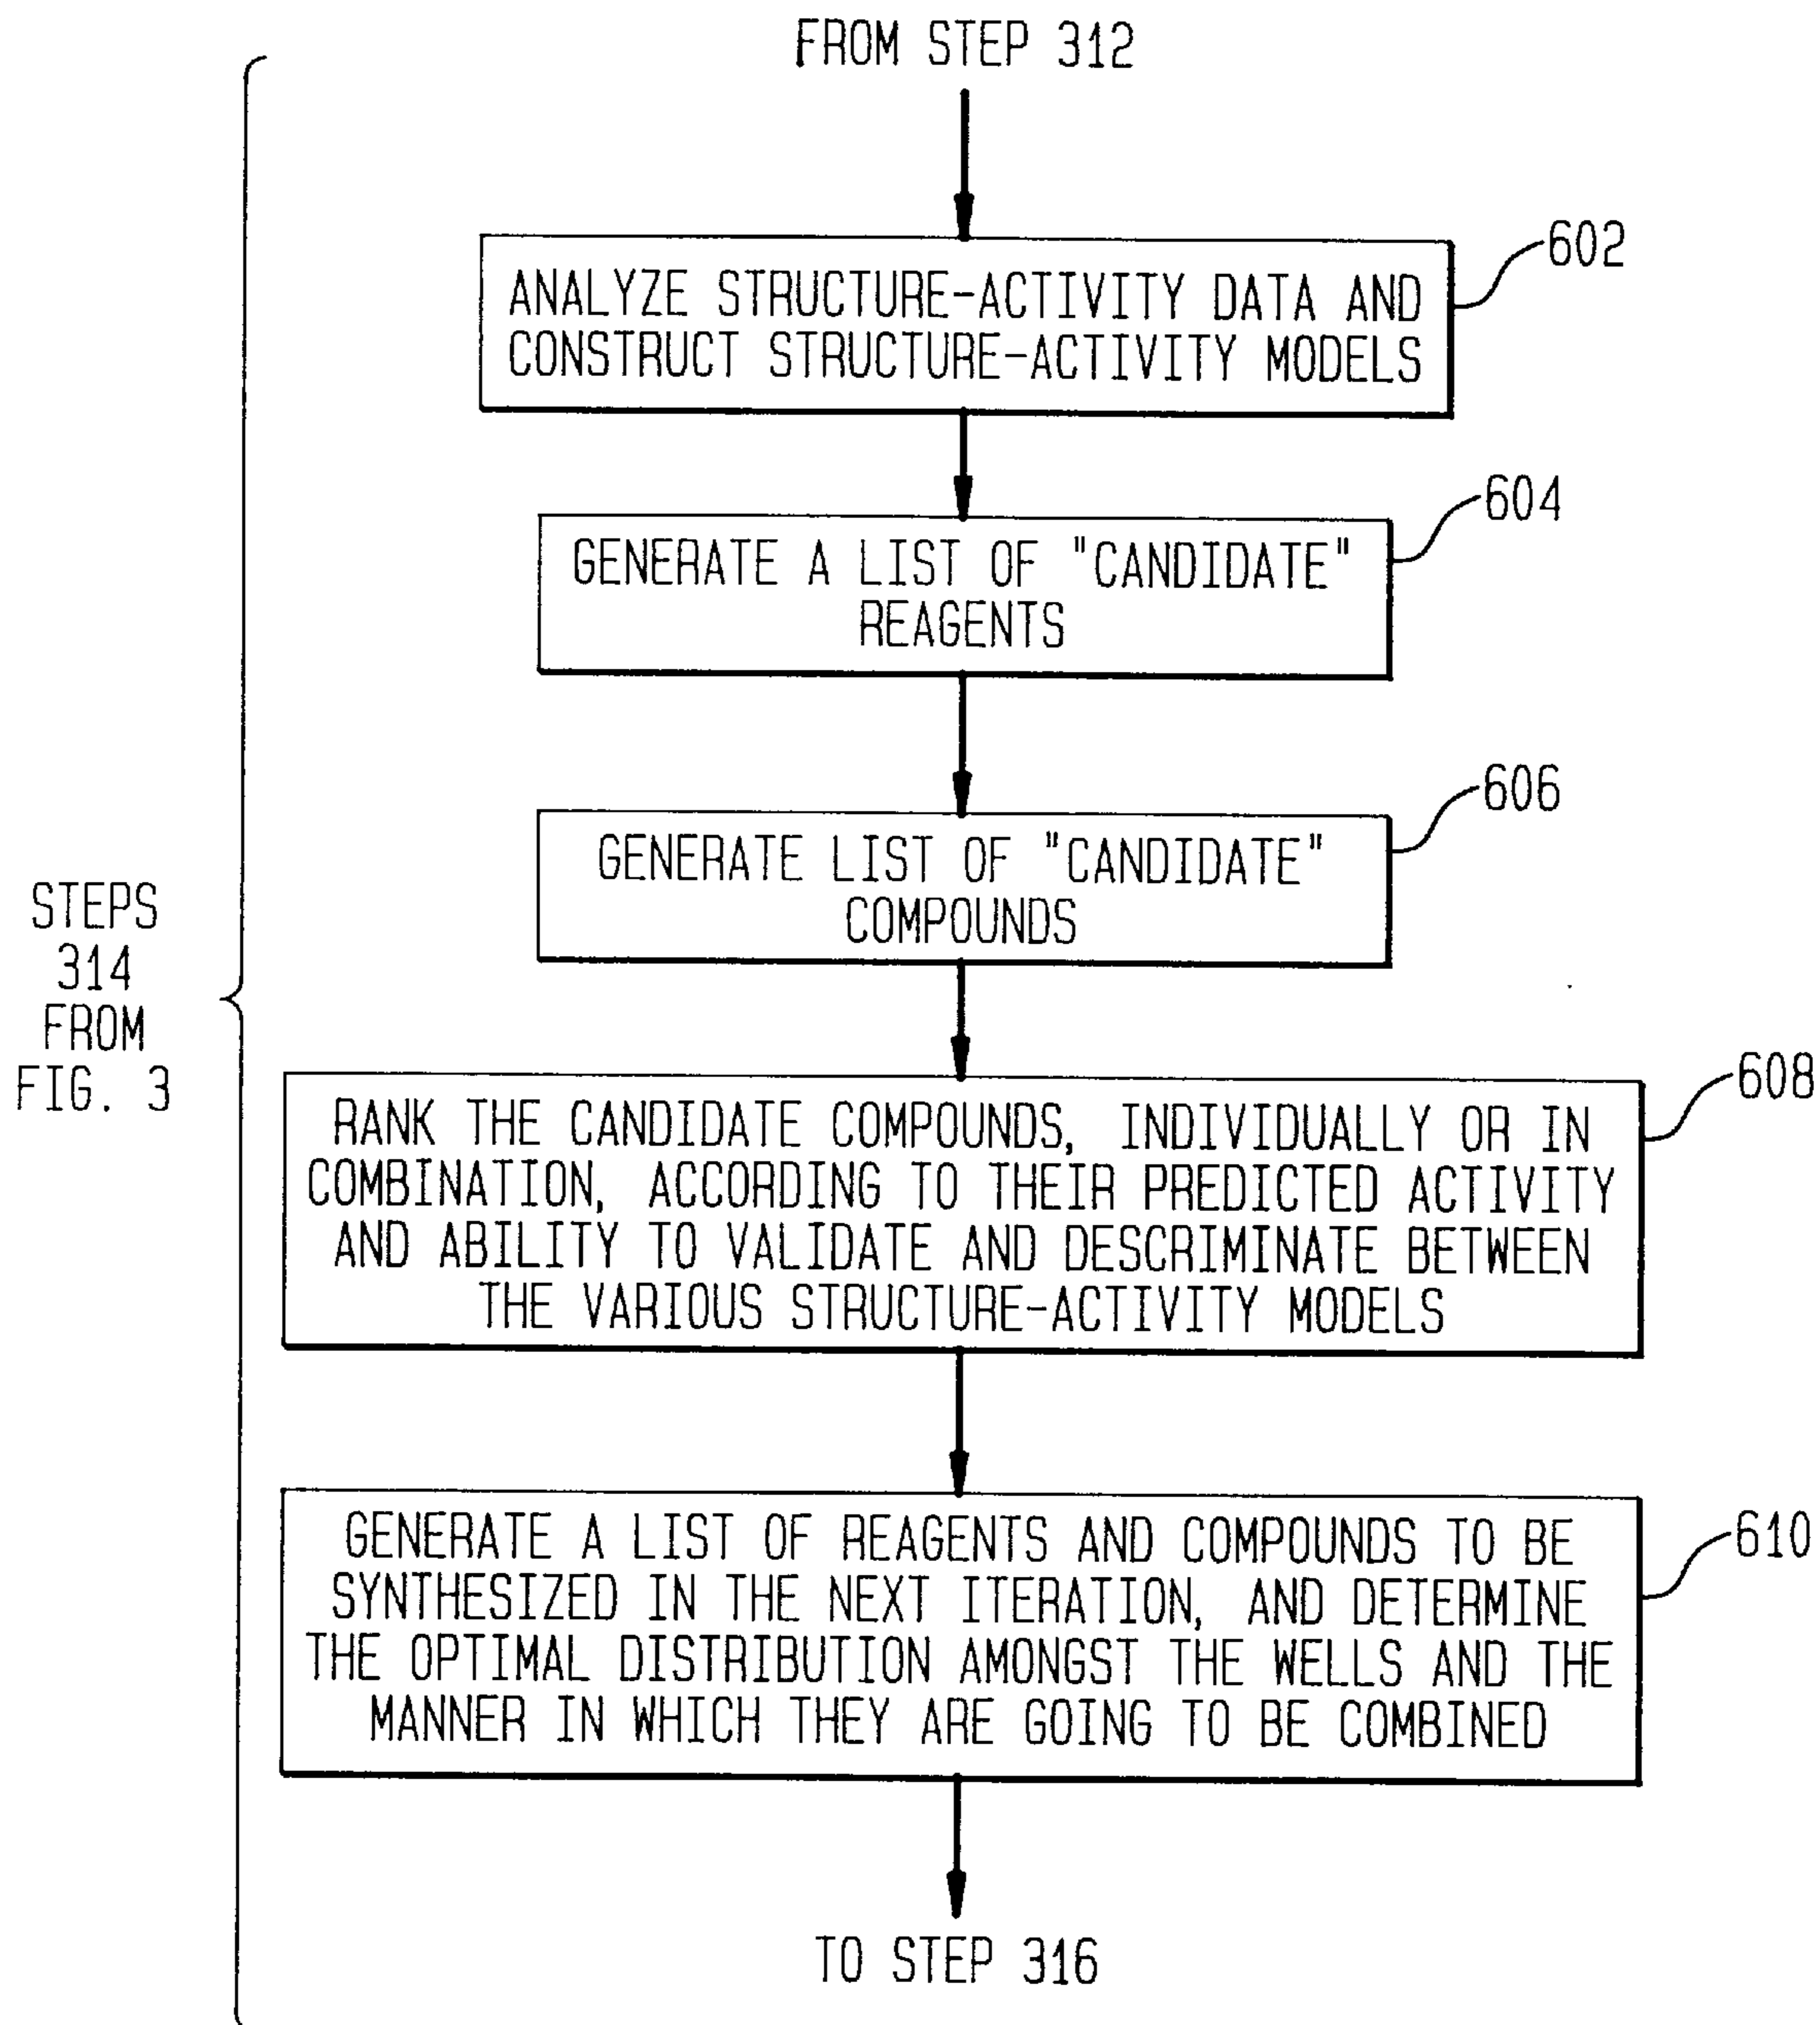 FROM STEP 312
602
ANALYZE STRUCTURE-ACTIVITY DATA AND
CONSTRUCT STRUCTURE-ACTIVITY MODELS
604
GENERATE A LIST OF "CANDIDATE"
REAGENTS
606
GENERATE LIST OF "CANDIDATE"
COMPOUNDS
STEPS
314
FROM
FIG. 3
608
RANK THE CANDIDATE COMPOUNDS, INDIVIDUALLY OR IN
COMBINATION, ACCORDING TO THEIR PREDICTED ACTIVITY
AND ABILITY TO VALIDATE AND DESCRIMINATE BETWEEN
THE VARIOUS STRUCTURE-ACTIVITY MODELS
610
GENERATE A LIST OF REAGENTS AND COMPOUNDS TO BE
SYNTHESIZED IN THE NEXT ITERATION, AND DETERMINE
THE OPTIMAL DISTRIBUTION AMONGST THE WELLS AND THE
MANNER IN WHICH THEY ARE GOING TO BE COMBINED
TO STEP 316